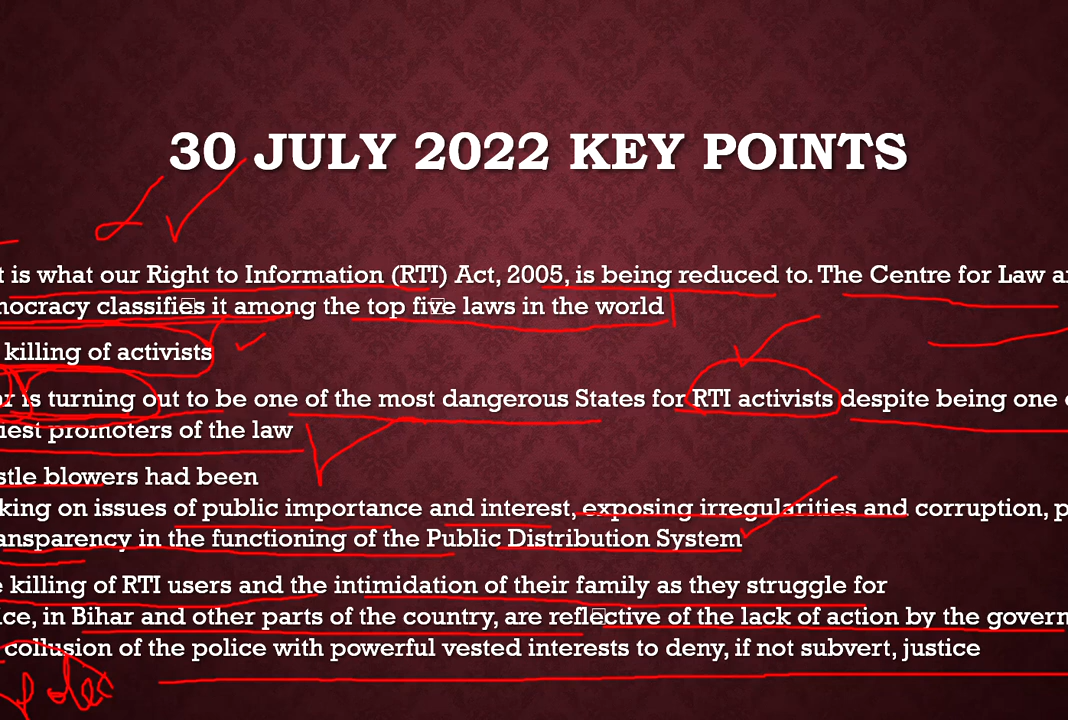 30 JULY 2022 KEY POINTS
t is what our Right to Information (RTI) Act, 2005, is being reduced to. The Centre for Law a
nocracy classifies it among the top five laws in the world
killing of activists
ar is turning out to be one of the most dangerous States for RTI activists despite being one
iest promoters of the law
stle blowers had been
king on issues of public importance and interest, exposing irregularities and corruption, p
ansparency in the functioning of the Public Distribution System
e killing of RTI users and the intimidation of their family as they struggle for
ice, in Bihar and other parts of the country, are reflective of the lack of action by the govern
collusion of the police with powerful vested interests to deny, if not subvert, justice